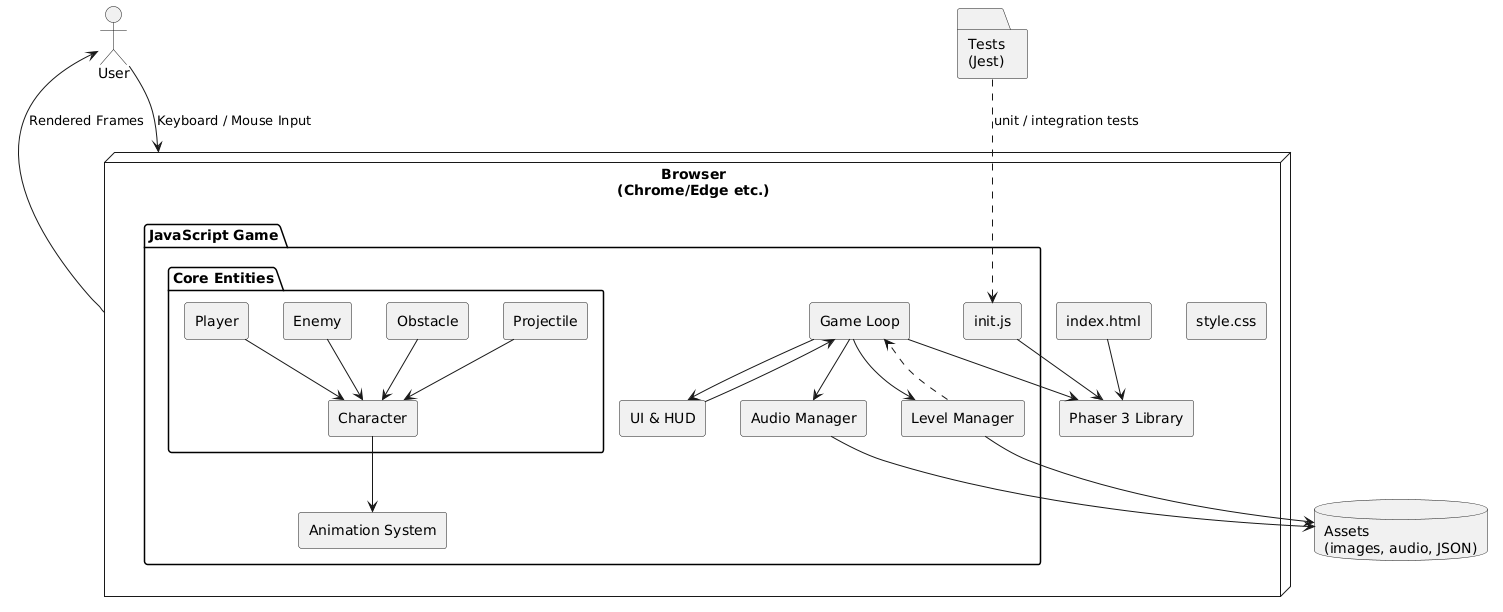 User
Tests
(Jest)
Rendered Frames
Keyboard / Mouse Input
unit / integration tests
Browser
(Chrome/Edge etc.)
JavaScript Game
Core Entities
Player
Enemy
Obstacle
Projectile
Game Loop
init.js
index.html
style.css
Character
UI & HUD
Audio Manager
Level Manager
Phaser 3 Library
Animation System
Assets
(images, audio, JSON)